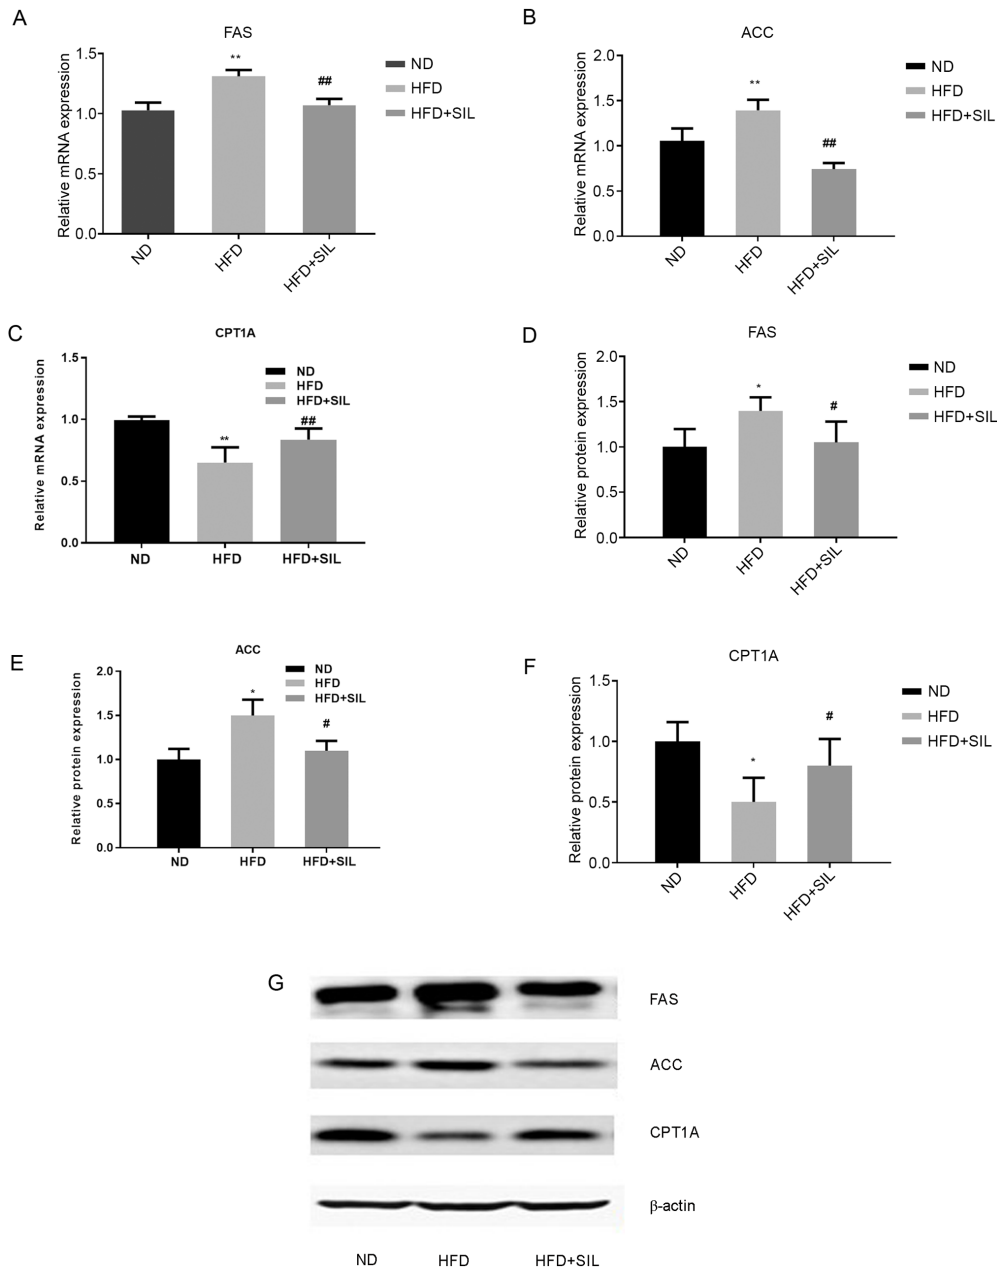 A
FAS
Relative mRNA expression
1.5
1.0
0.5
0.0
**
##
ND
HFD
HFD+SIL
ND
HFD
HFD+SIL
B
ACC
Relative mRNA expression
2.0
1.5
1.0
0.5
0.0
**
##
ND
HFD
HFD+SIL
ND
HFD
HFD+SIL
C
CPT1A
Relative mRNA expression
1.5
1.0
0.5
0.0
**
##
ND
HFD
HFD+SIL
ND
HFD
HFD+SIL
D
FAS
Relative protein expression
2.0
1.5
1.0
0.5
0.0
*
#
ND
HFD
HFD+SIL
ND
HFD
HFD+SIL
E
ACC
Relative protein expression
2.0
1.5
1.0
0.5
0.0
*
#
ND
HFD
HFD+SIL
ND
HFD
HFD+SIL
F
CPT1A
Relative protein expression
1.5
1.0
0.5
0.0
*
#
ND
HFD
HFD+SIL
ND
HFD
HFD+SIL
G
FAS
ACC
CPT1A
β-actin
ND
HFD
HFD+SIL